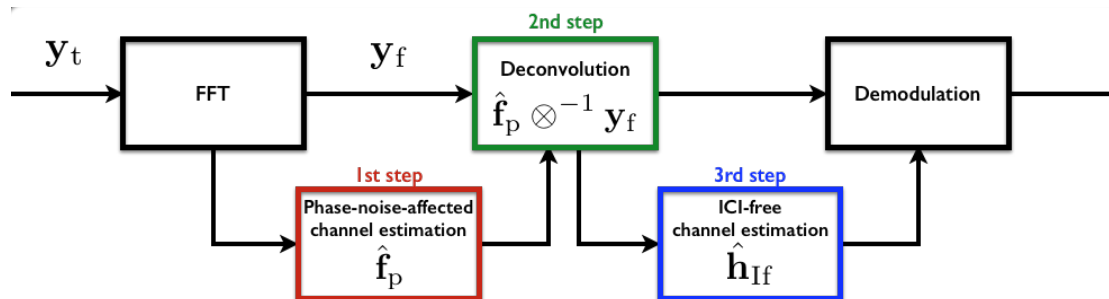 2nd step
y_t
y_f
FFT
Deconvolution
f̂_p ⊗⁻¹ y_f
Demodulation
1st step
3rd step
Phase-noise-affected
channel estimation
f̂_p
ICI-free
channel estimation
ĥ_If